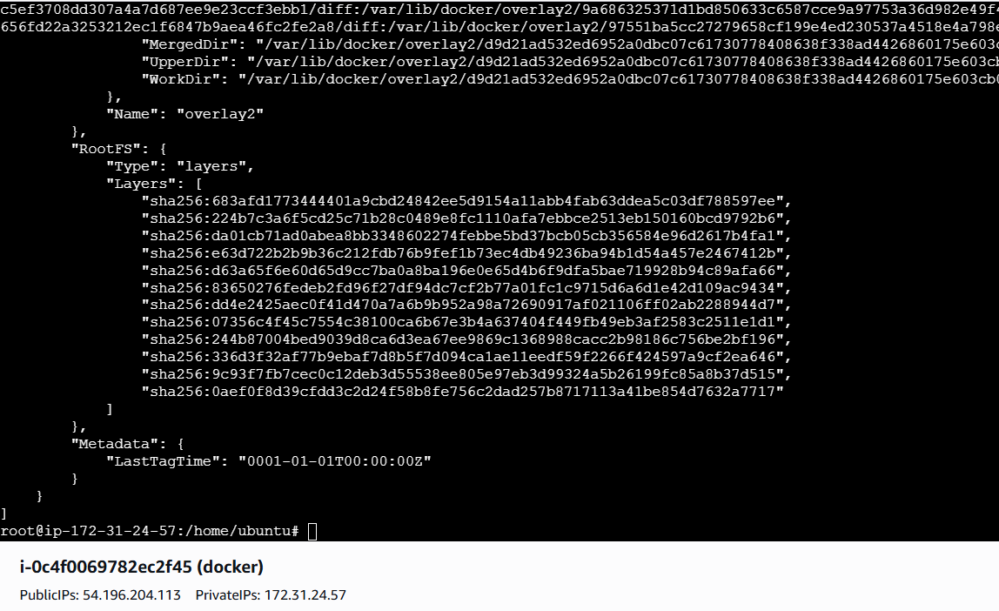 c5ef3708dd307a4a7d687ee9e23ccf3ebb1/diff:/var/lib/docker/overlay2/9a686325371d1bd850633c6587cce9a97753a36d982e49f4
656fd22a3253212ec1f6847b9aea46fc2fe2a8/diff:/var/lib/docker/overlay2/97551ba5cc27279658cf199e4ed230537a4518e4a798e
"MergedDir": "/var/lib/docker/overlay2/d9d21ad532ed6952a0dbc07c61730778408638f338ad4426860175e603c
"UpperDir": "/var/lib/docker/overlay2/d9d21ad532ed6952a0dbc07c61730778408638f338ad4426860175e603cb
"WorkDir": "/var/lib/docker/overlay2/d9d21ad532ed6952a0dbc07c61730778408638f338ad4426860175e603cb0
},
"Name": "overlay2"
},
"RootFS": {
"Type": "layers",
"Layers": [
"sha256:683afd1773444401a9cbd24842ee5d9154a11abb4fab63ddea5c03df788597ee",
"sha256:224b7c3a6f5cd25c71b28c0489e8fc1110afa7ebbce2513eb150160bcd9792b6",
"sha256:da01cb71ad0abea8bb3348602274febbe5bd37bcb05cb356584e96d2617b4fa1",
"sha256:e63d722b2b9b36c212fdb76b9fef1b73ec4db49236ba94b1d54a457e2467412b",
"sha256:d63a65f6e60d65d9cc7ba0a8ba196e0e65d4b6f9dfa5bae719928b94c89afa66",
"sha256:83650276fedeb2fd96f27df94dc7cf2b77a01fc1c9715d6a6d1e42d109ac9434",
"sha256:dd4e2425aec0f41d470a7a6b9b952a98a72690917af021106ff02ab2288944d7",
"sha256:07356c4f45c7554c38100ca6b67e3b4a637404f449fb49eb3af2583c2511e1d1",
"sha256:244b87004bed9039d8ca6d3ea67ee9869c1368988cacc2b98186c756be2bf196",
"sha256:336d3f32af77b9ebaf7d8b5f7d094ca1ae11eedf59f2266f424597a9cf2ea646",
"sha256:9c93f7fb7cec0c12deb3d55538ee805e97eb3d99324a5b26199fc85a8b37d515",
"sha256:0aef0f8d39cfdd3c2d24f58b8fe756c2dad257b8717113a41be854d7632a7717"
]
},
"Metadata": {
"LastTagTime": "0001-01-01T00:00:00Z"
}
}
]
root@ip-172-31-24-57:/home/ubuntu#
i-0c4f0069782ec2f45 (docker)
PublicIPs: 54.196.204.113 PrivateIPs: 172.31.24.57